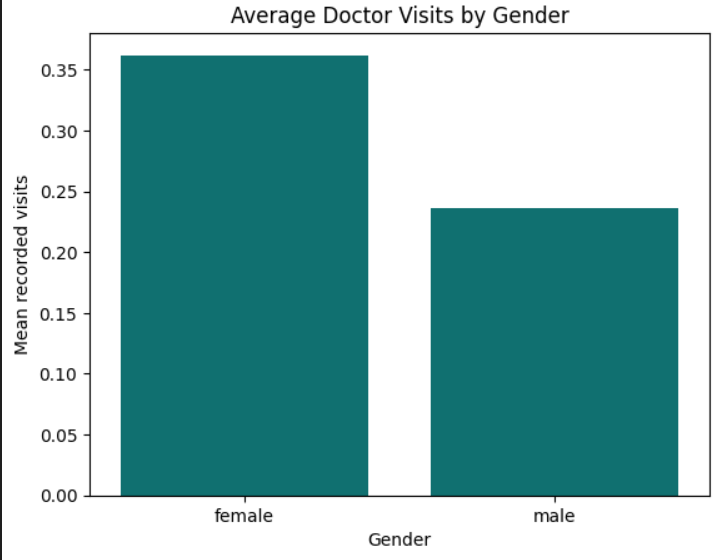 Average Doctor Visits by Gender
Mean recorded visits
0.35
0.30
0.25
0.20
0.15
0.10
0.05
0.00
female male
Gender